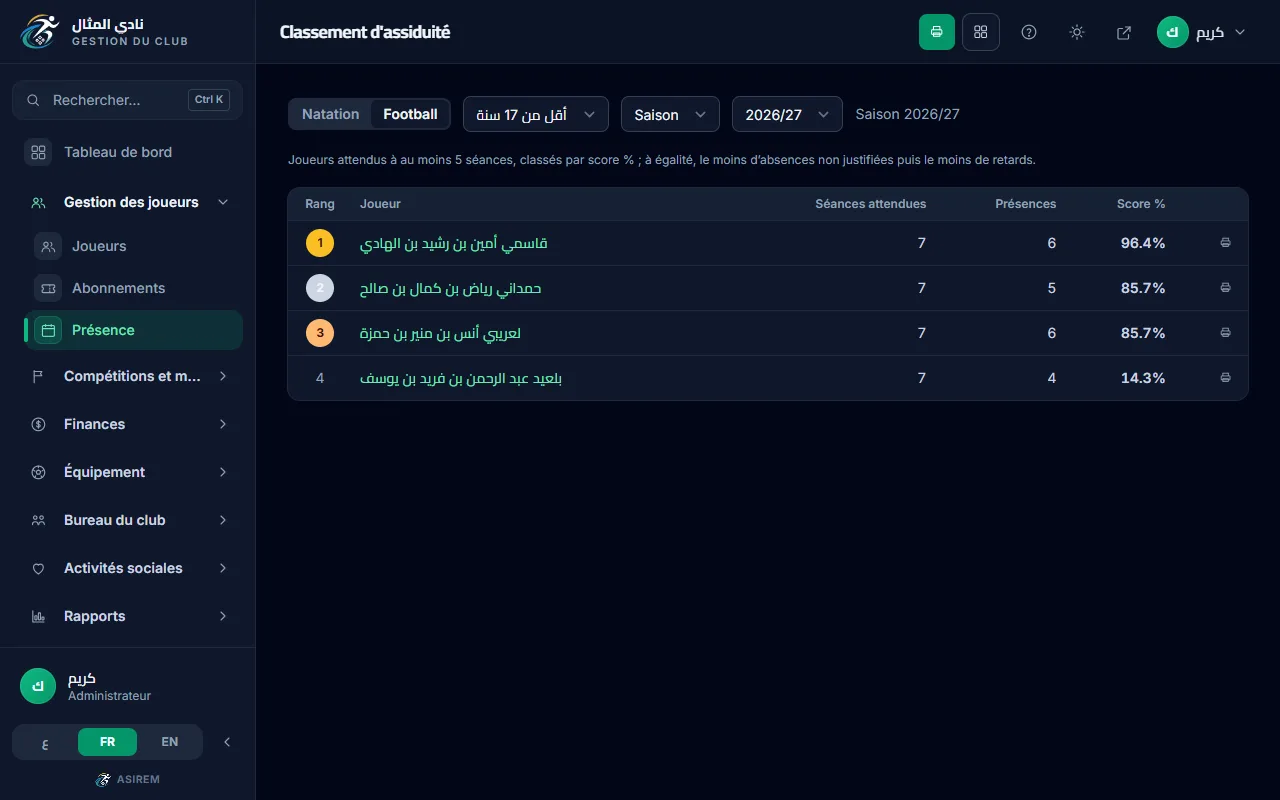 نادي المثال
GESTION DU CLUB
Rechercher...
Ctrl K
Tableau de bord
Gestion des joueurs
Joueurs
Abonnements
Présence
Compétitions et m...
Finances
Équipement
Bureau du club
Activités sociales
Rapports
ك
كريم
Administrateur
ع
FR
EN
ASIREM
Classement d'assiduité
ك
كريم
Natation
Football
أقل من 17 سنة
Saison
2026/27
Saison 2026/27
Joueurs attendus à au moins 5 séances, classés par score % ; à égalité, le moins d’absences non justifiées puis le moins de retards.
Rang Joueur Séances attendues Présences Score %
1 قاسمي أمين بن رشيد بن الهادي 7 6 96.4%
2 حمداني رياض بن كمال بن صالح 7 5 85.7%
3 لعريبي أنس بن منير بن حمزة 7 6 85.7%
4 بلعيد عبد الرحمن بن فريد بن يوسف 7 4 14.3%